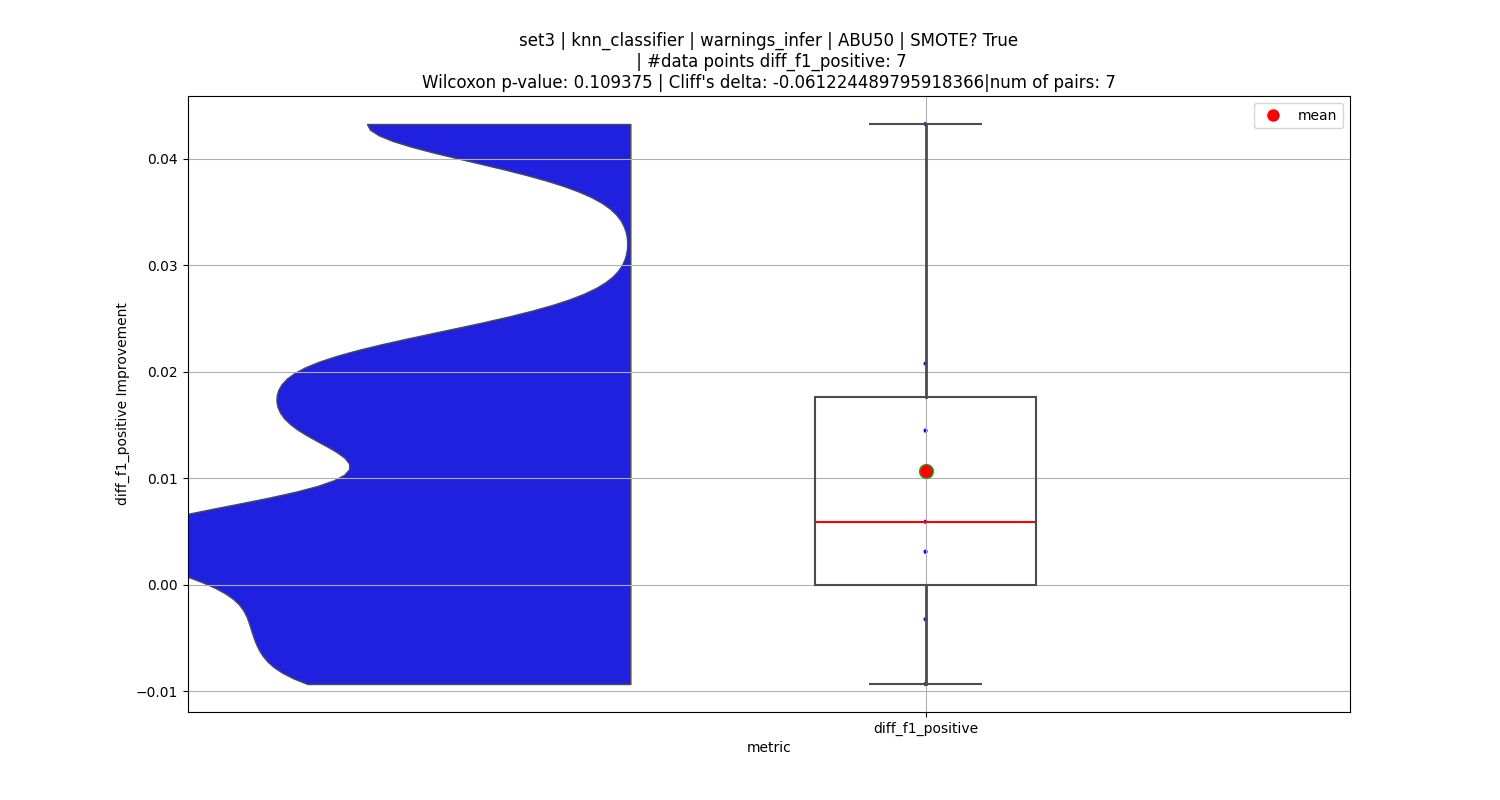 set3 | knn_classifier | warnings_infer | ABU50 | SMOTE? True
| #data points diff_f1_positive: 7
Wilcoxon p-value: 0.109375 | Cliff's delta: -0.061224489795918366|num of pairs: 7
mean
0.04
0.03
0.02
0.01
0.00
−0.01
diff_f1_positive Improvement
diff_f1_positive
metric